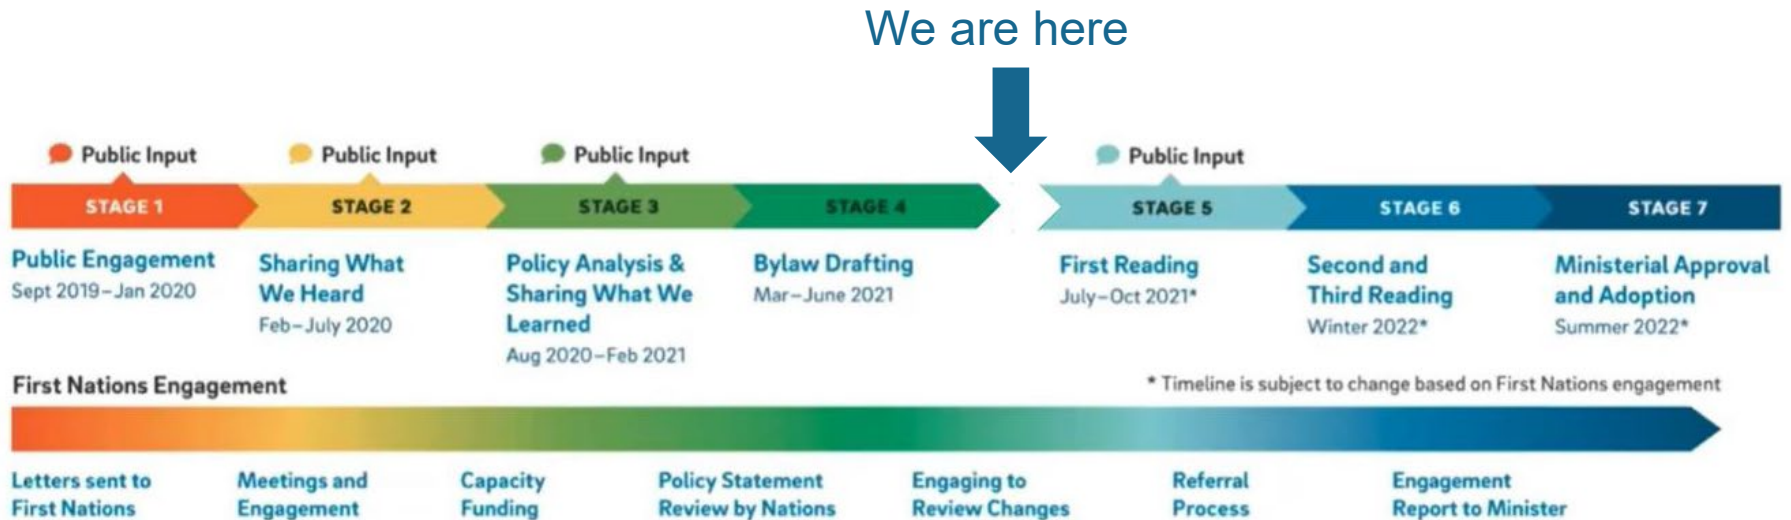 We are here
Public Input
Public Input
Public Input
Public Input
STAGE 1
STAGE 2
STAGE 3
STAGE 4
STAGE 5
STAGE 6
STAGE 7
Public Engagement
Sept 2019–Jan 2020
Sharing What
We Heard
Feb–July 2020
Policy Analysis &
Sharing What We
Learned
Aug 2020–Feb 2021
Bylaw Drafting
Mar–June 2021
First Reading
July–Oct 2021*
Second and
Third Reading
Winter 2022*
Ministerial Approval
and Adoption
Summer 2022*
First Nations Engagement
* Timeline is subject to change based on First Nations engagement
Letters sent to
First Nations
Meetings and
Engagement
Capacity
Funding
Policy Statement
Review by Nations
Engaging to
Review Changes
Referral
Process
Engagement
Report to Minister